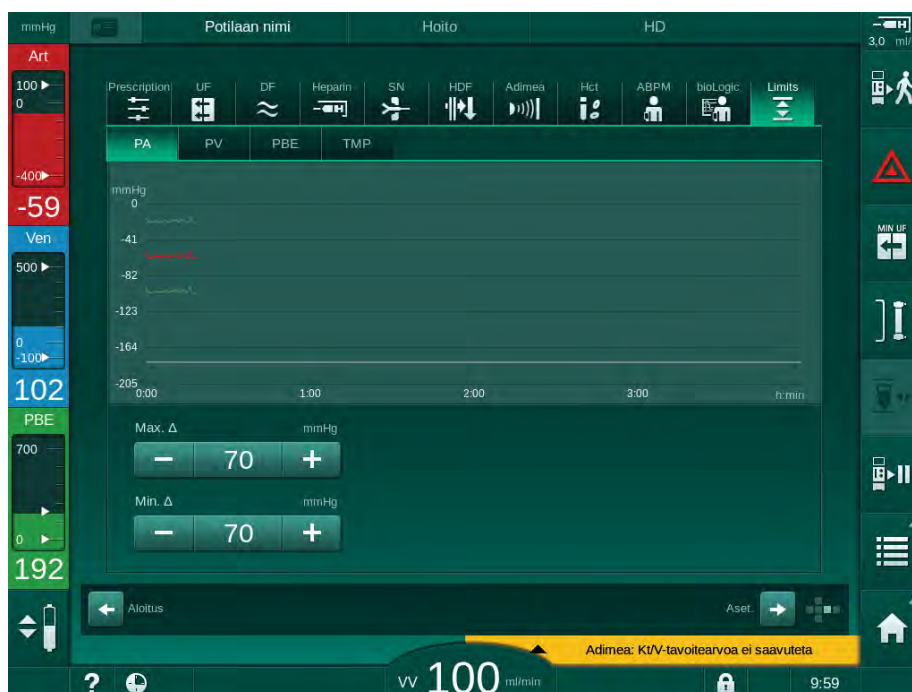 mmHg Potilaan nimi Hoito HD
3,0 ml/
Art
100
0
-400
-59
Ven
500
0
-100
102
PBE
700
0
192
Prescription UF DF Heparin SN HDF Adimea Hct ABPM bioLogic Limits
PA PV PBE TMP
mmHg
0
-41
-82
-123
-164
-205
0:00 1:00 2:00 3:00 h:min
Max. Δ mmHg
− 70 +
Min. Δ mmHg
− 70 +
MIN UF
Aloitus Aset.
Adimea: Kt/V-tavoitearvoa ei saavuteta
? VV 100 ml/min 9:59